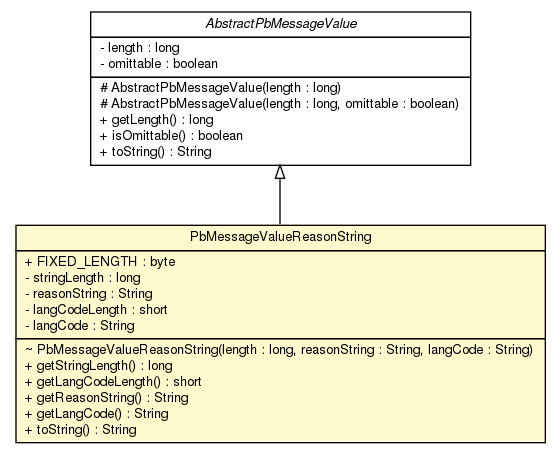 AbstractPbMessageValue
- length : long
- omittable : boolean
# AbstractPbMessageValue(length : long)
# AbstractPbMessageValue(length : long, omittable : boolean)
+ getLength() : long
+ isOmittable() : boolean
+ toString() : String
PbMessageValueReasonString
+ FIXED_LENGTH : byte
- stringLength : long
- reasonString : String
- langCodeLength : short
- langCode : String
~ PbMessageValueReasonString(length : long, reasonString : String, langCode : String)
+ getStringLength() : long
+ getLangCodeLength() : short
+ getReasonString() : String
+ getLangCode() : String
+ toString() : String